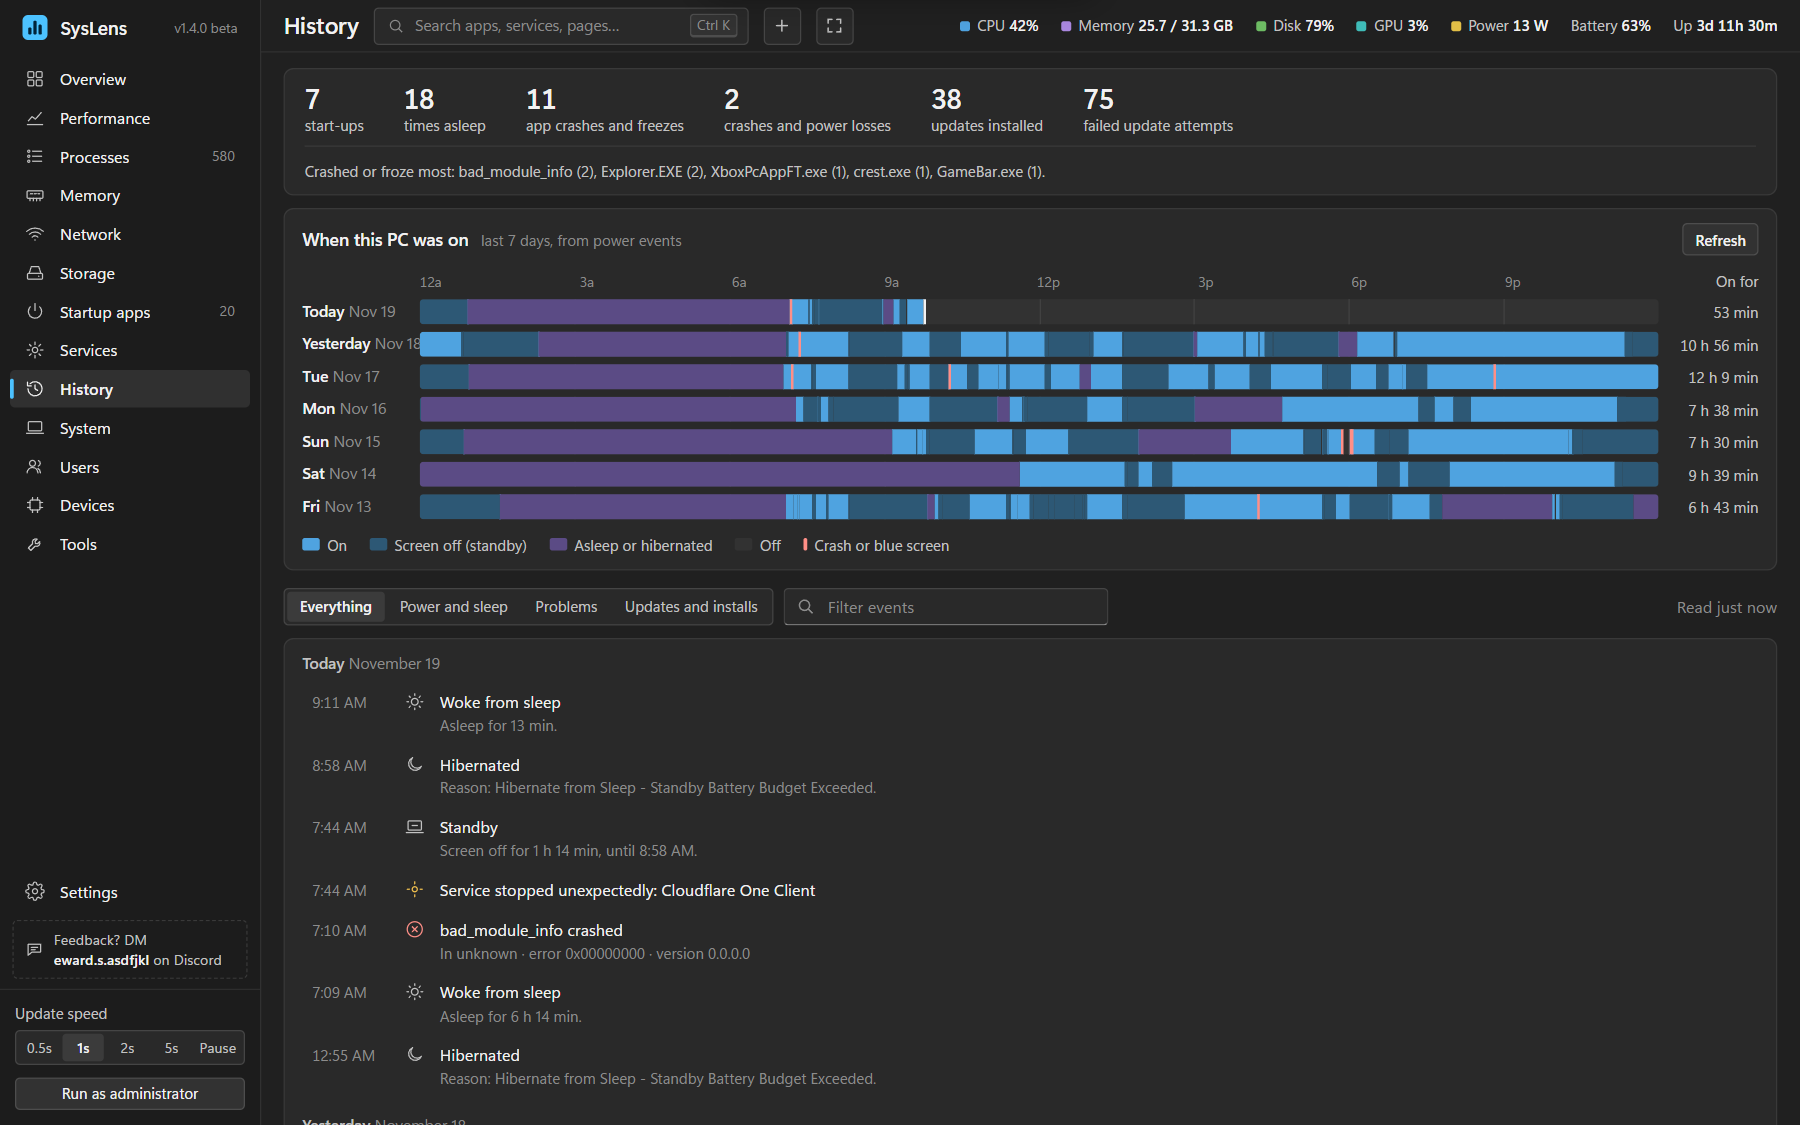 SysLens v1.4.0 beta
Overview
Performance
Processes 580
Memory
Network
Storage
Startup apps 20
Services
History
System
Users
Devices
Tools
Settings
Feedback? DM
eward.s.asdfjkl on Discord
Update speed
0.5s 1s 2s 5s Pause
Run as administrator
History Search apps, services, pages... Ctrl K + CPU 42% Memory 25.7 / 31.3 GB Disk 79% GPU 3% Power 13 W Battery 63% Up 3d 11h 30m
7 18 11 2 38 75
start-ups times asleep app crashes and freezes crashes and power losses updates installed failed update attempts
Crashed or froze most: bad_module_info (2), Explorer.EXE (2), XboxPcAppFT.exe (1), crest.exe (1), GameBar.exe (1).
When this PC was on last 7 days, from power events Refresh
12a 3a 6a 9a 12p 3p 6p 9p On for
Today Nov 19 53 min
Yesterday Nov 18 10 h 56 min
Tue Nov 17 12 h 9 min
Mon Nov 16 7 h 38 min
Sun Nov 15 7 h 30 min
Sat Nov 14 9 h 39 min
Fri Nov 13 6 h 43 min
On Screen off (standby) Asleep or hibernated Off Crash or blue screen
Everything Power and sleep Problems Updates and installs Filter events Read just now
Today November 19
9:11 AM Woke from sleep
Asleep for 13 min.
8:58 AM Hibernated
Reason: Hibernate from Sleep - Standby Battery Budget Exceeded.
7:44 AM Standby
Screen off for 1 h 14 min, until 8:58 AM.
7:44 AM Service stopped unexpectedly: Cloudflare One Client
7:10 AM bad_module_info crashed
In unknown · error 0x00000000 · version 0.0.0.0
7:09 AM Woke from sleep
Asleep for 6 h 14 min.
12:55 AM Hibernated
Reason: Hibernate from Sleep - Standby Battery Budget Exceeded.
Yesterday November 18